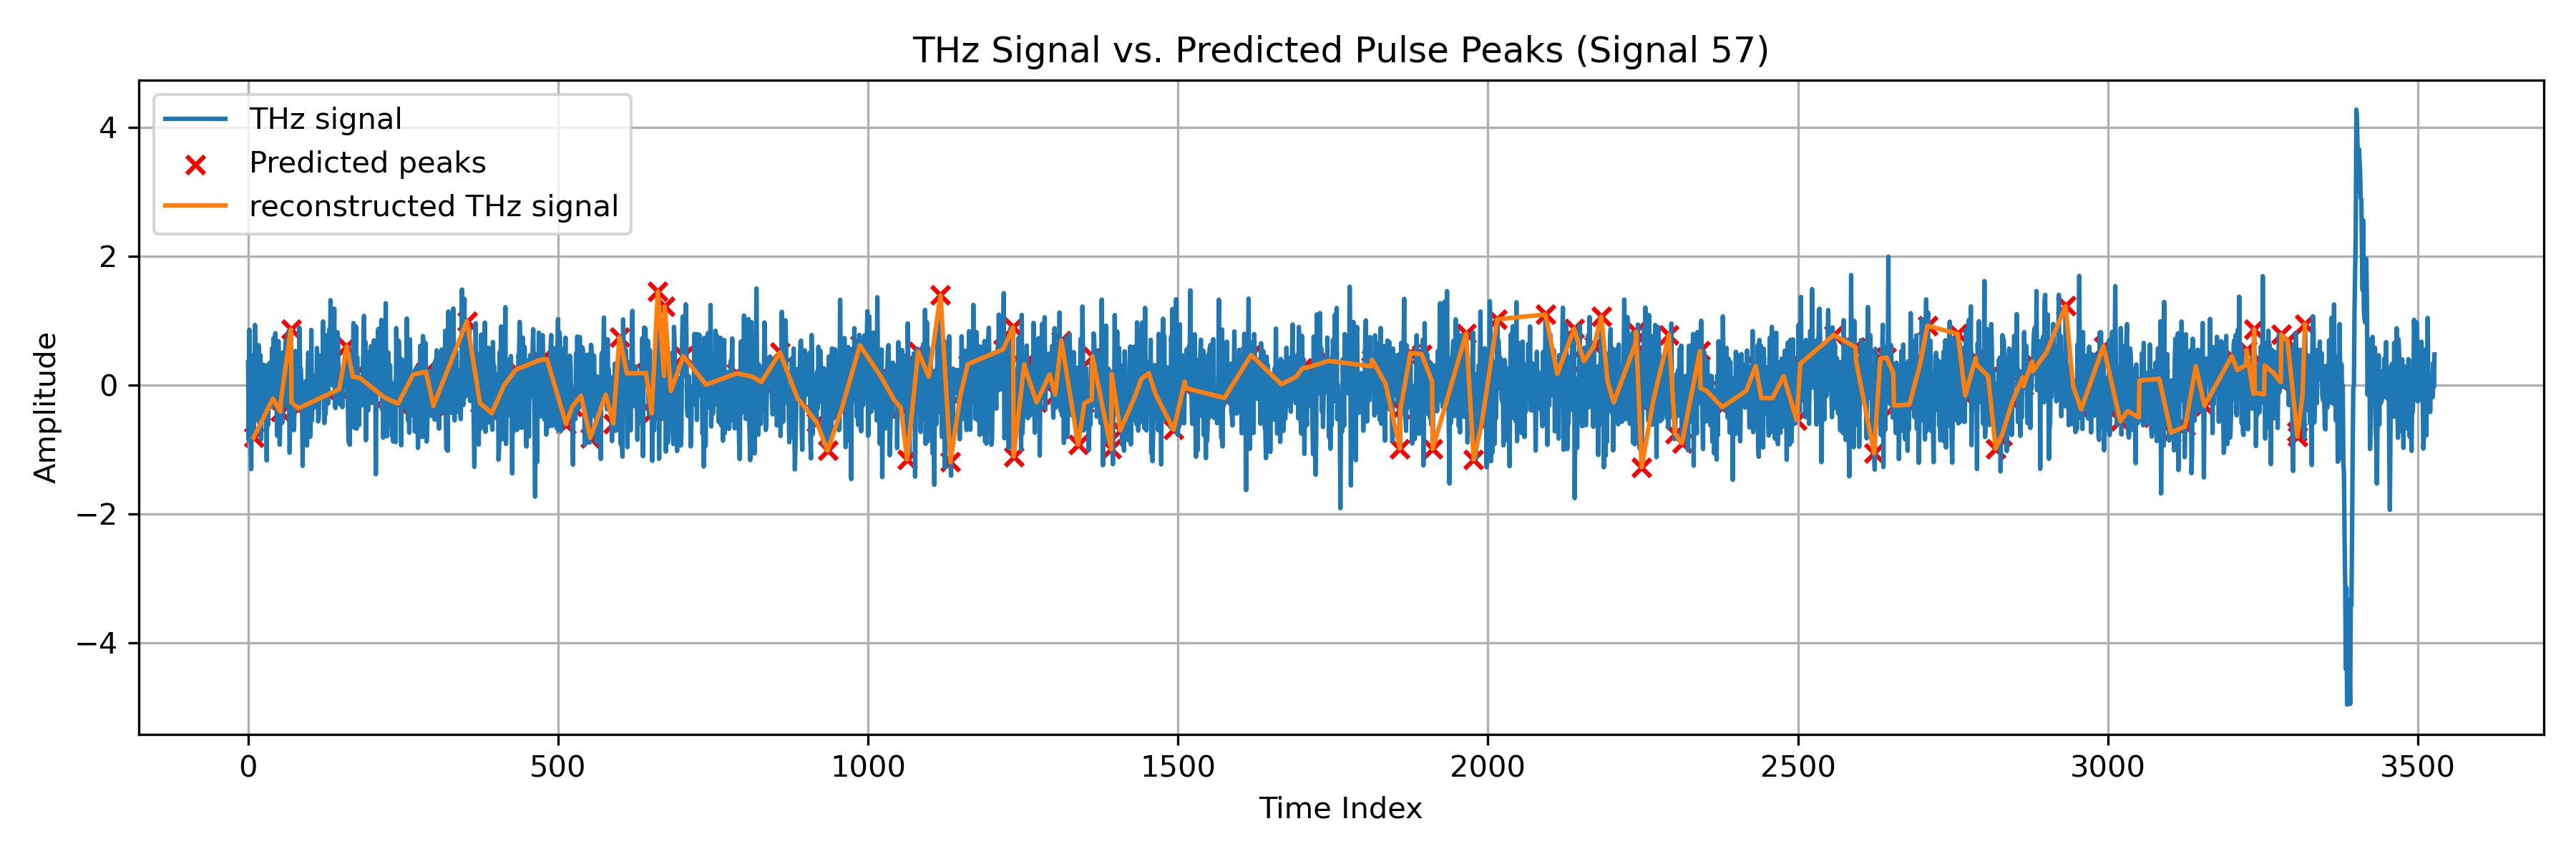 THz Signal vs. Predicted Pulse Peaks (Signal 57)
THz signal
Predicted peaks
reconstructed THz signal
Amplitude
4
2
0
−2
−4
0 500 1000 1500 2000 2500 3000 3500
Time Index